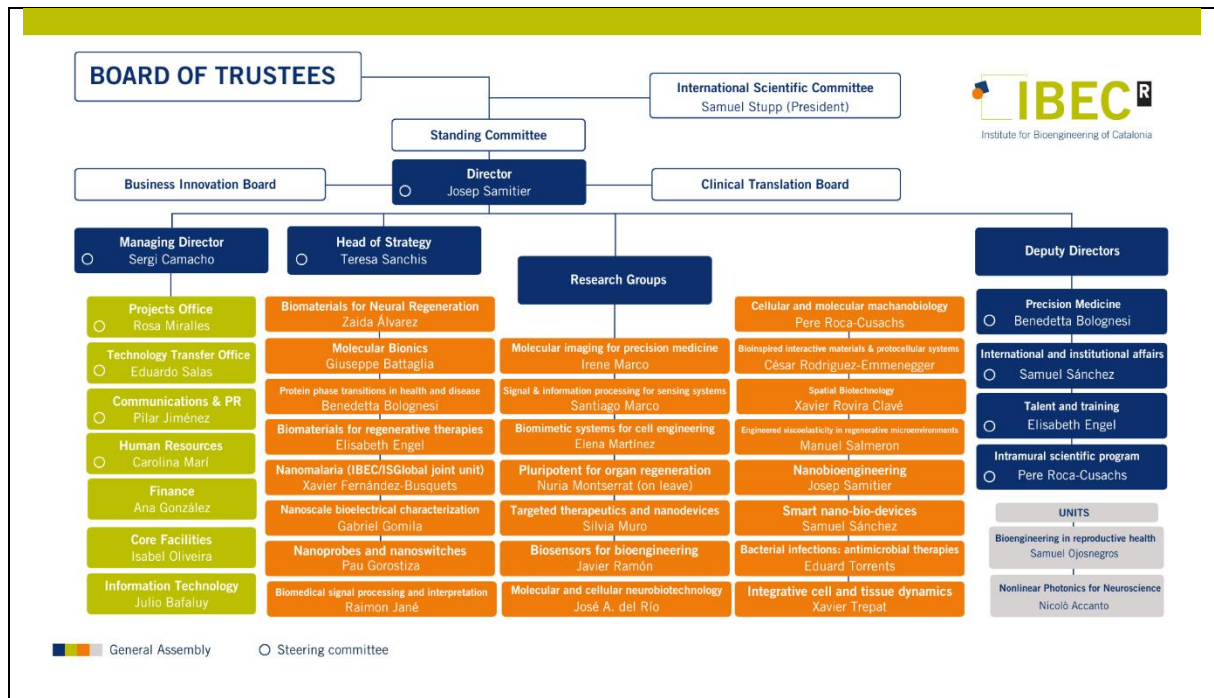 BOARD OF TRUSTEES
International Scientific Committee
Samuel Stupp (President)
IBEC R
Institute for Bioengineering of Catalonia
Standing Committee
Business Innovation Board
Director
Josep Samitier
Clinical Translation Board
Managing Director
Sergi Camacho
Head of Strategy
Teresa Sanchis
Research Groups
Deputy Directors
Projects Office
Rosa Miralles
Technology Transfer Office
Eduardo Salas
Communications & PR
Pilar Jiménez
Human Resources
Carolina Marí
Finance
Ana González
Core Facilities
Isabel Oliveira
Information Technology
Julio Bafaluy
Biomaterials for Neural Regeneration
Zaida Álvarez
Molecular Bionics
Giuseppe Battaglia
Protein phase transitions in health and disease
Benedetta Bolognesi
Biomaterials for regenerative therapies
Elisabeth Engel
Nanomalaria (IBEC/ISGlobal joint unit)
Xavier Fernández-Busquets
Nanoscale bioelectrical characterization
Gabriel Gomila
Nanoprobes and nanoswitches
Pau Gorostiza
Biomedical signal processing and interpretation
Raimon Jané
Molecular imaging for precision medicine
Irene Marco
Signal & information processing for sensing systems
Santiago Marco
Biomimetic systems for cell engineering
Elena Martínez
Pluripotent for organ regeneration
Nuria Montserrat (on leave)
Targeted therapeutics and nanodevices
Silvia Muro
Biosensors for bioengineering
Javier Ramón
Molecular and cellular neurobiotechnology
José A. del Río
Cellular and molecular machanobiology
Pere Roca-Cusachs
Bioinspired interactive materials & protocellular systems
César Rodriguez-Emmenegger
Spatial Biotechnology
Xavier Rovira Clavé
Engineered viscoelasticity in regenerative microenvironments
Manuel Salmeron
Nanobioengineering
Josep Samitier
Smart nano-bio-devices
Samuel Sánchez
Bacterial infections: antimicrobial therapies
Eduard Torrents
Integrative cell and tissue dynamics
Xavier Trepat
Precision Medicine
Benedetta Bolognesi
International and institutional affairs
Samuel Sánchez
Talent and training
Elisabeth Engel
Intramural scientific program
Pere Roca-Cusachs
UNITS
Bioengineering in reproductive health
Samuel Ojosnegros
Nonlinear Photonics for Neuroscience
Nicolò Accanto
General Assembly
Steering committee